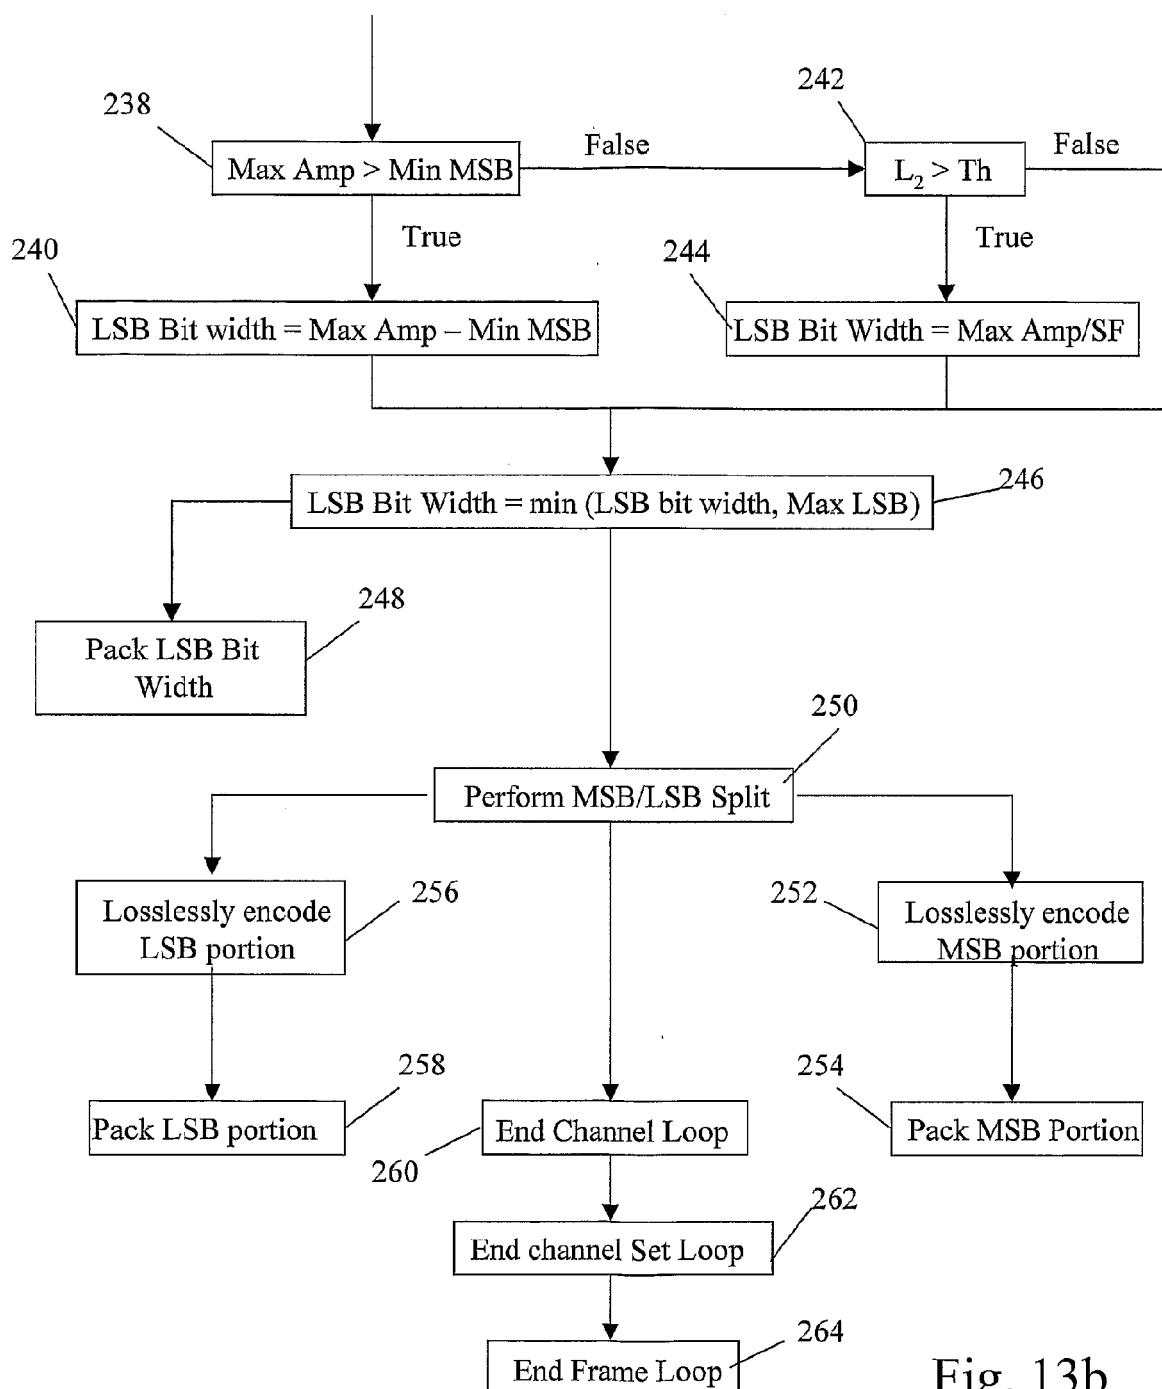 242
238
False
False
Max Amp > Min MSB
L2 > Th
True
True
240
244
LSB Bit width = Max Amp – Min MSB
LSB Bit Width = Max Amp/SF
246
LSB Bit Width = min (LSB bit width, Max LSB)
248
Pack LSB Bit
Width
250
Perform MSB/LSB Split
256
252
Losslessly encode
LSB portion
Losslessly encode
MSB portion
258
254
Pack LSB portion
End Channel Loop
Pack MSB Portion
260
262
End channel Set Loop
264
End Frame Loop
Fig. 13b